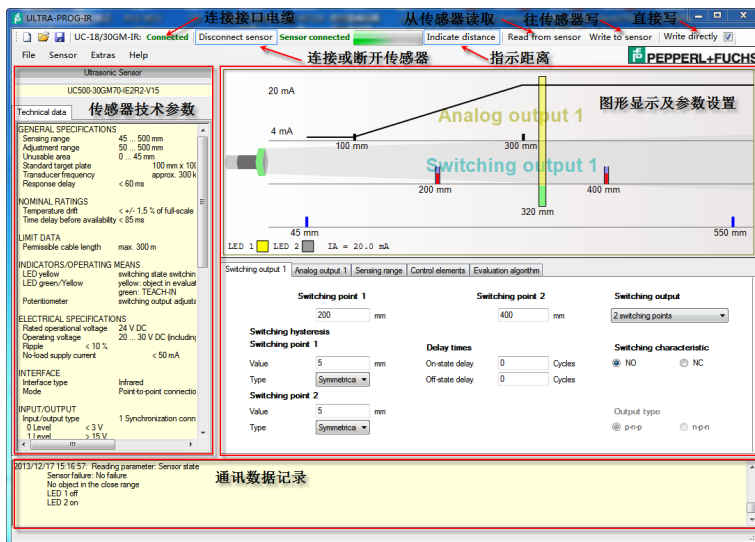 ULTRA-PROG-IR
连接接口电缆
从传感器读取
往传感器写
直接写
UC-18/30GM-IR: Connected
Disconnect sensor
Sensor connected
Indicate distance
Read from sensor
Write to sensor
Write directly
File Sensor Extras Help
连接或断开传感器
指示距离
PEPPERL+FUCHS
Ultrasonic Sensor
UC500-30GM70-IE2R2-V15
Technical data
传感器技术参数
GENERAL SPECIFICATIONS
Sensing range 45 ... 500 mm
Adjustment range 50 ... 500 mm
Unusable area 0 ... 45 mm
Standard target plate 100 mm x 100
Transducer frequency approx. 300 k
Response delay < 60 ms
NOMINAL RATINGS
Temperature drift < +/- 1,5 % of full-scale
Time delay before availability < 85 ms
LIMIT DATA
Permissible cable length max. 300 m
INDICATORS/OPERATING MEANS
LED yellow switching state switchin
LED green/Yellow yellow: object in evaluat
green: TEACH-IN
Potentiometer switching output adjusta
ELECTRICAL SPECIFICATIONS
Rated operational voltage 24 V DC
Operating voltage 20 ... 30 V DC (including
Ripple < 10 %
No-load supply current < 50 mA
INTERFACE
Interface type Infrared
Mode Point-to-point connectio
INPUT/OUTPUT
Input/output type 1 Synchronization conn
0 Level < 3 V
1 Level > 15 V
20 mA
图形显示及参数设置
Analog output 1
4 mA
100 mm
300 mm
Switching output 1
200 mm
400 mm
320 mm
45 mm
550 mm
LED 1 LED 2 IA = 20.0 mA
Switching output 1
Analog output 1
Sensing range
Control elements
Evaluation algorithm
Switching point 1
Switching point 2
Switching output
200 mm
400 mm
2 switching points
Switching hysteresis
Switching point 1
Delay times
Switching characteristic
Value 5 mm
On-state delay 0 Cycles
NO NC
Type Symmetrica
Off-state delay 0 Cycles
Switching point 2
Value 5 mm
Output type
Type Symmetrica
p-n-p n-p-n
2013/12/17 15:16:57: Reading parameter: Sensor state
Sensor failure: No failure
通讯数据记录
No object in the close range
LED 1 off
LED 2 on